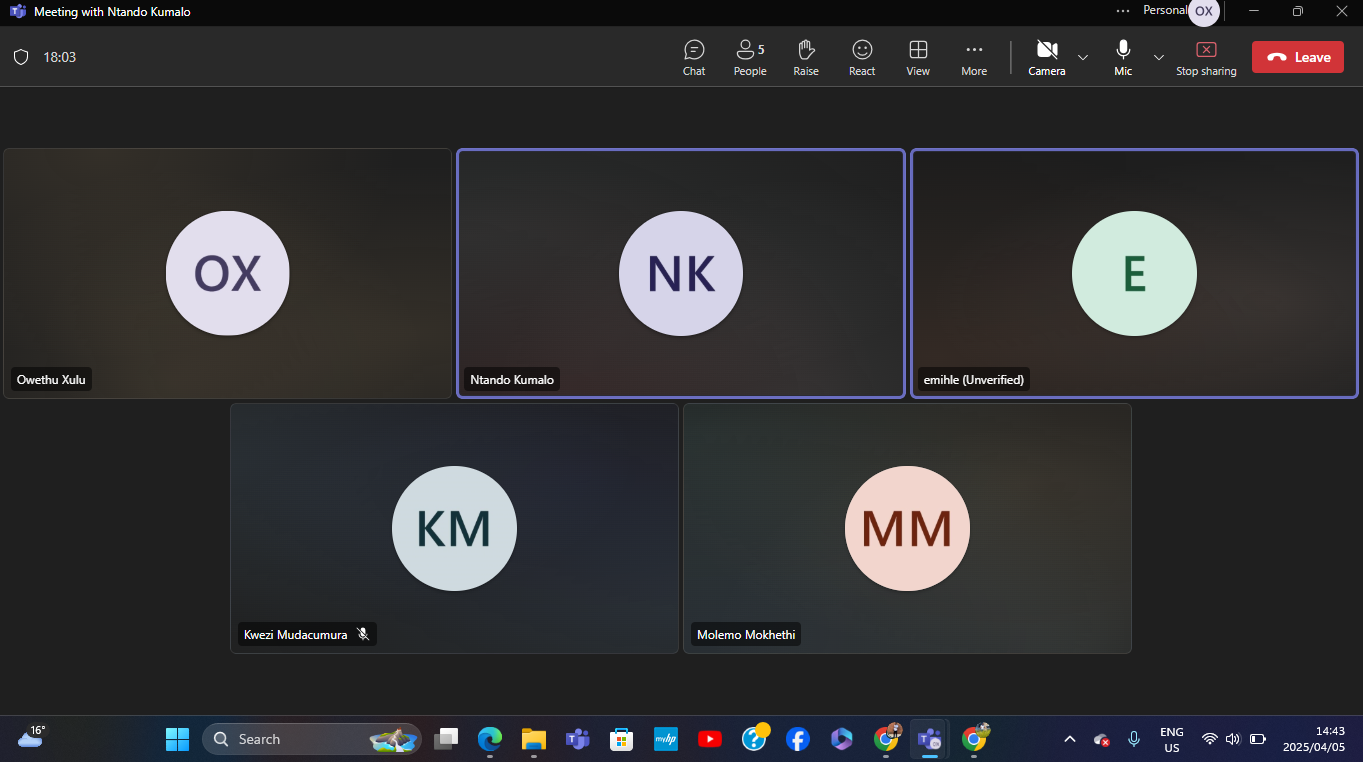 Meeting with Ntando Kumalo
Personal
OX
18:03
Chat
5
People
Raise
React
View
More
Camera
Mic
Stop sharing
Leave
OX
Owethu Xulu
NK
Ntando Kumalo
E
emihle (Unverified)
KM
Kwezi Mudacumura
MM
Molemo Mokhethi
16°
Search
myhp
ENG
US
14:43
2025/04/05